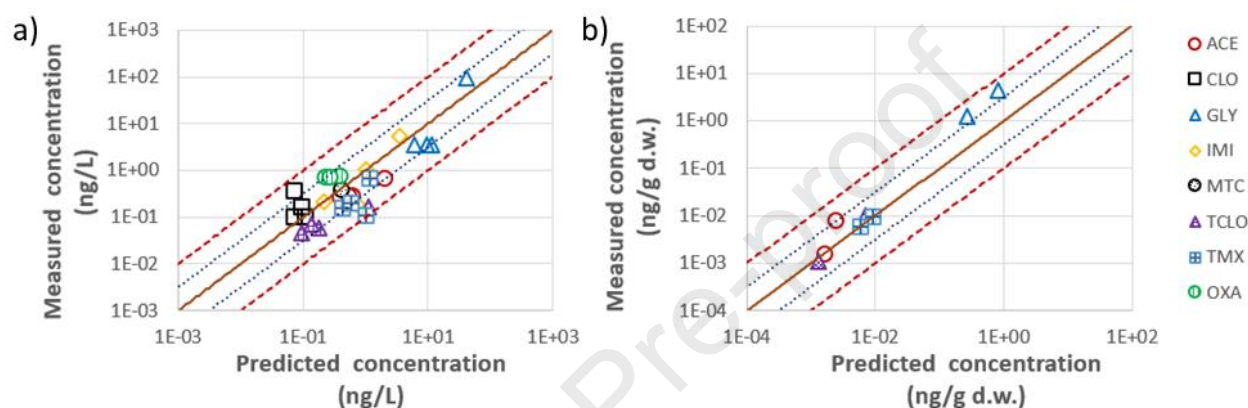 a)
Measured concentration
(ng/L)
1E+03
1E+02
1E+01
1E+00
1E-01
1E-02
1E-03
1E-03
1E-01
1E+01
1E+03
Predicted concentration
(ng/L)
b)
Measured concentration
(ng/g d.w.)
1E+02
1E+01
1E+00
1E-01
1E-02
1E-03
1E-04
1E-04
1E-02
1E+00
1E+02
Predicted concentration
(ng/g d.w.)
ACE
CLO
GLY
IMI
MTC
TCLO
TMX
OXA
Pre-proof